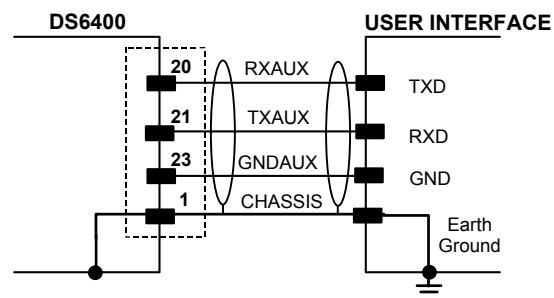 DS6400 USER INTERFACE
20 RXAUX TXD
21 TXAUX RXD
23 GNDAUX GND
1 CHASSIS
Earth
Ground